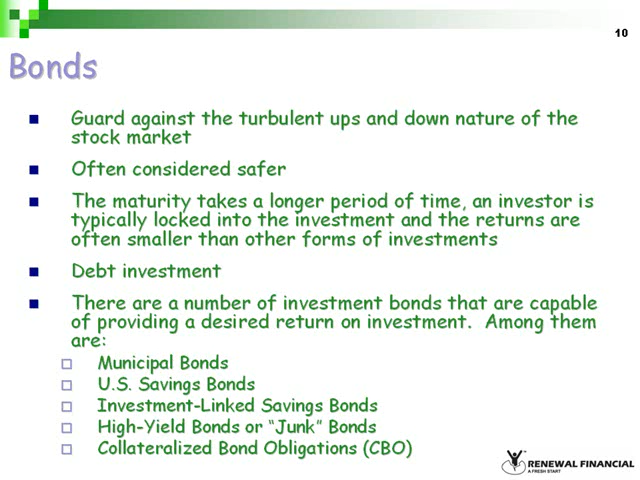 10
Bonds
Guard against the turbulent ups and down nature of the
stock market
Often considered safer
The maturity takes a longer period of time, an investor is
typically locked into the investment and the returns are
often smaller than other forms of investments
Debt investment
There are a number of investment bonds that are capable
of providing a desired return on investment.  Among them
are:
Municipal Bonds
U.S. Savings Bonds
Investment-Linked Savings Bonds
High-Yield Bonds or “Junk” Bonds
Collateralized Bond Obligations (CBO)
RENEWAL FINANCIAL
A FRESH START